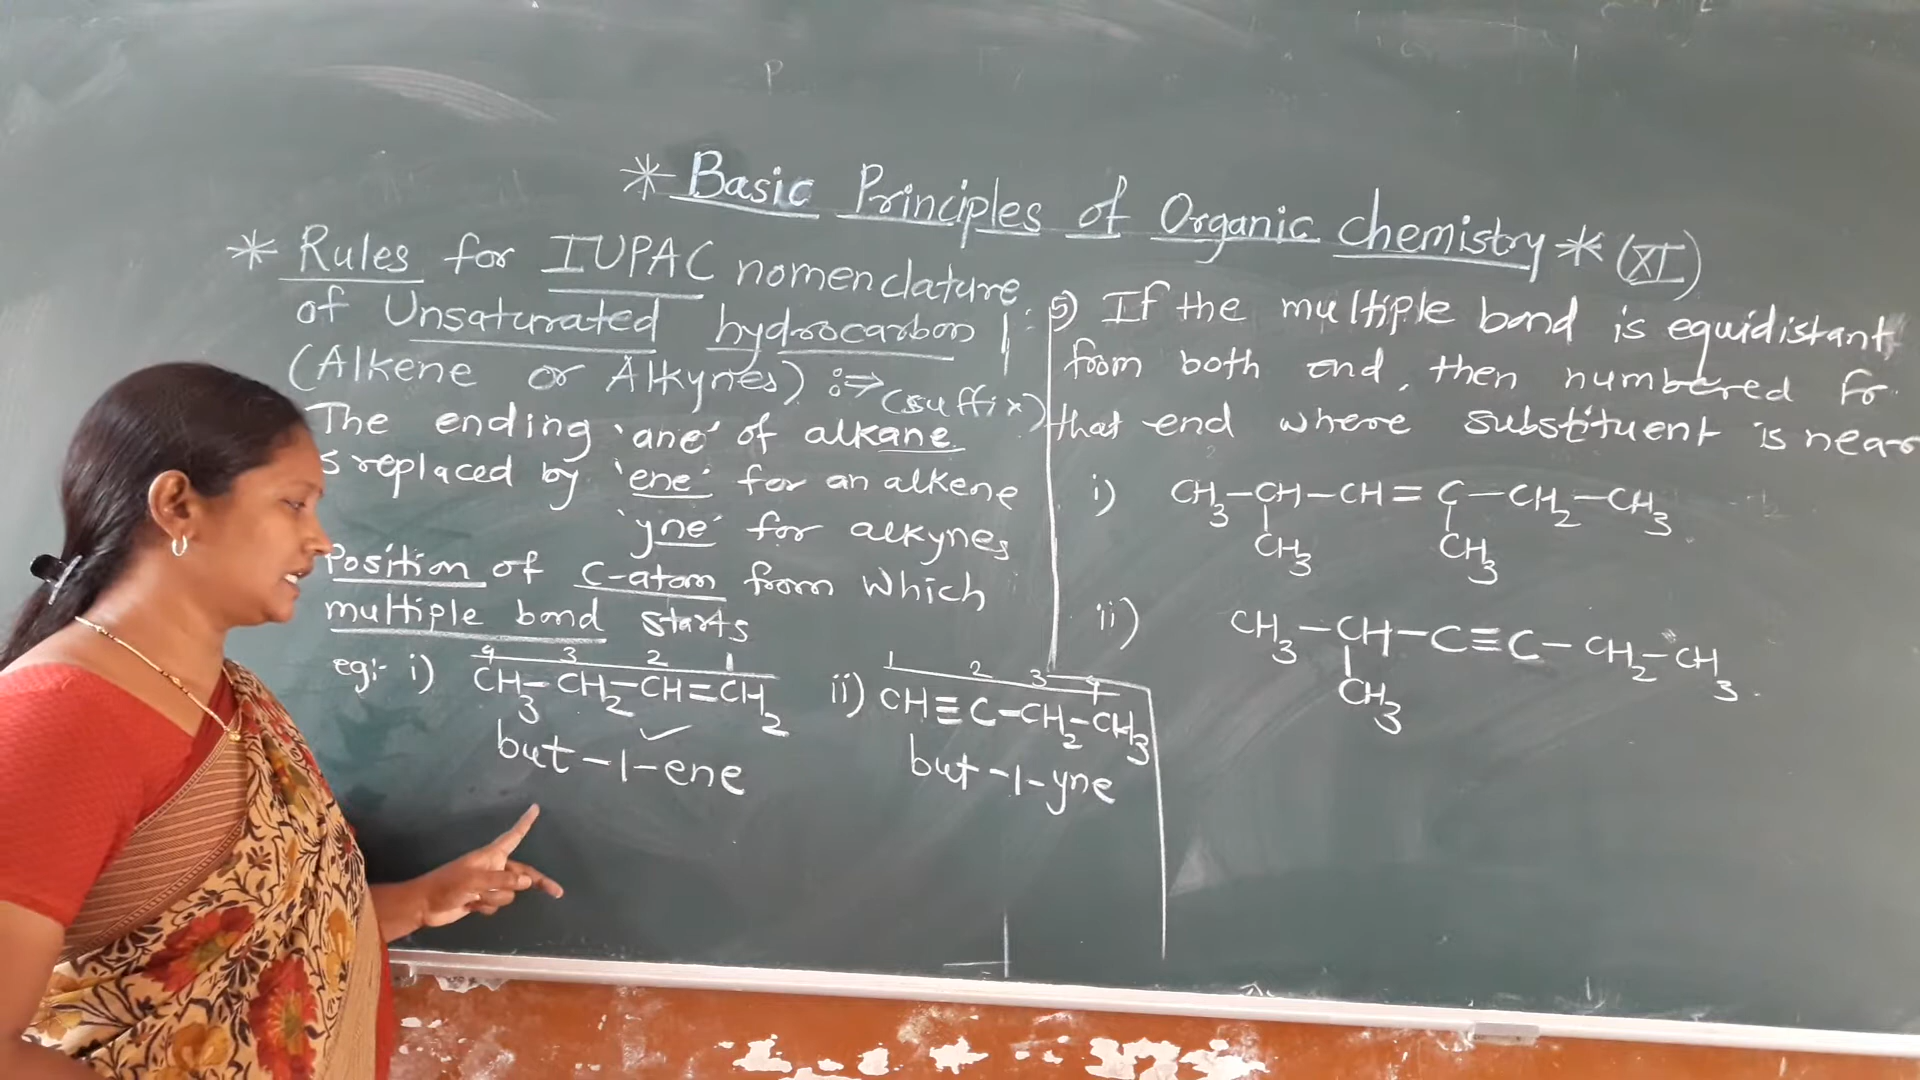 * Basic Principles of Organic chemistry * (XI)
* Rules for IUPAC nomenclature
of Unsaturated hydrocarbon
(Alkene or Alkynes) :⇒
(suffix)
The ending 'ane' of alkane
s replaced by 'ene' for an alkene
'yne' for alkynes
Position of C-atom from which
multiple bond starts
4 3 2 1
eg:- i) CH3-CH2-CH=CH2
but-1-ene
1 2 3 4
ii) CH≡C-CH2-CH3
but-1-yne
5) If the multiple bond is equidistant
from both end, then numbered fr
that end where substituent is near
i) CH3-CH-CH=C-CH2-CH3
CH3 CH3
ii) CH3-CH-C≡C-CH2-CH3
CH3